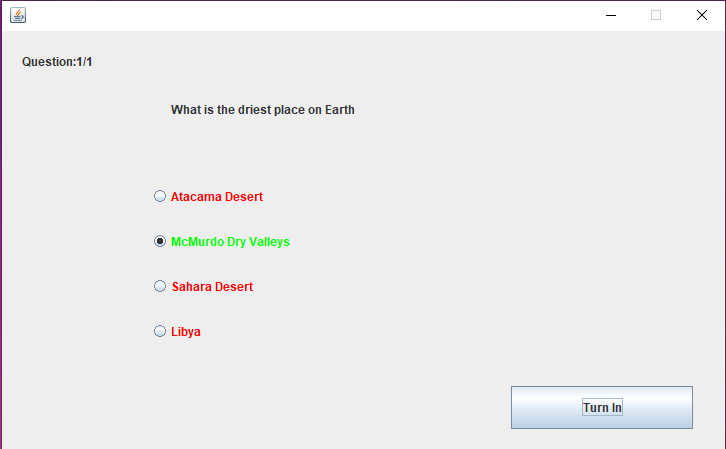 Question:1/1
What is the driest place on Earth
Atacama Desert
McMurdo Dry Valleys
Sahara Desert
Libya
Turn In